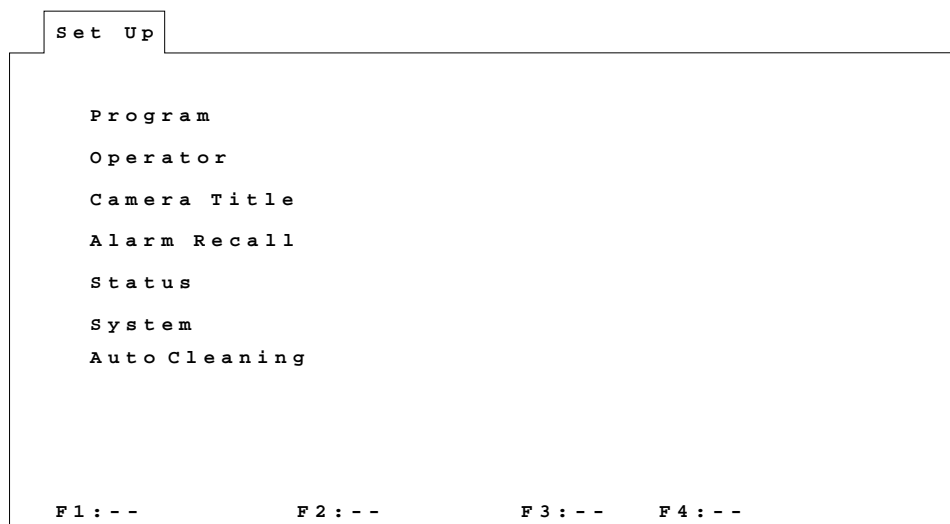 Set Up
Program
Operator
Camera Title
Alarm Recall
Status
System
Auto Cleaning
F1:-- F2:-- F3:-- F4:--